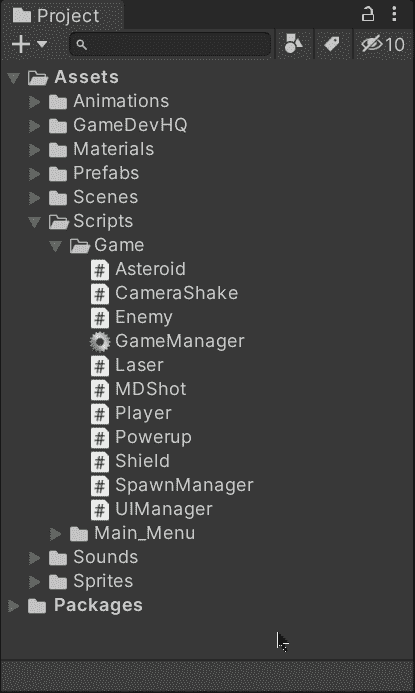 Project
10
Assets
Animations
GameDevHQ
Materials
Prefabs
Scenes
Scripts
Game
# Asteroid
# CameraShake
# Enemy
GameManager
# Laser
# MDShot
# Player
# Powerup
# Shield
# SpawnManager
# UIManager
Main_Menu
Sounds
Sprites
Packages